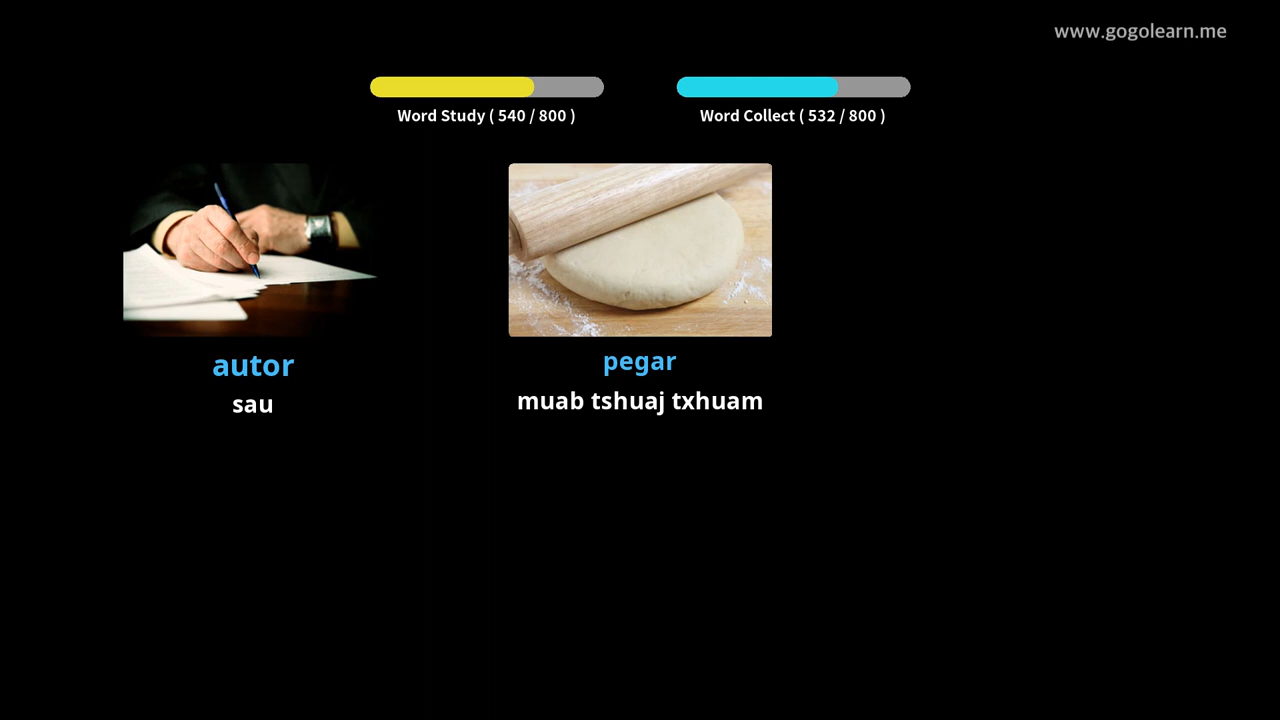 www.gogolearn.me
Word Study ( 540 / 800 )
Word Collect ( 532 / 800 )
autor
sau
pegar
muab tshuaj txhuam